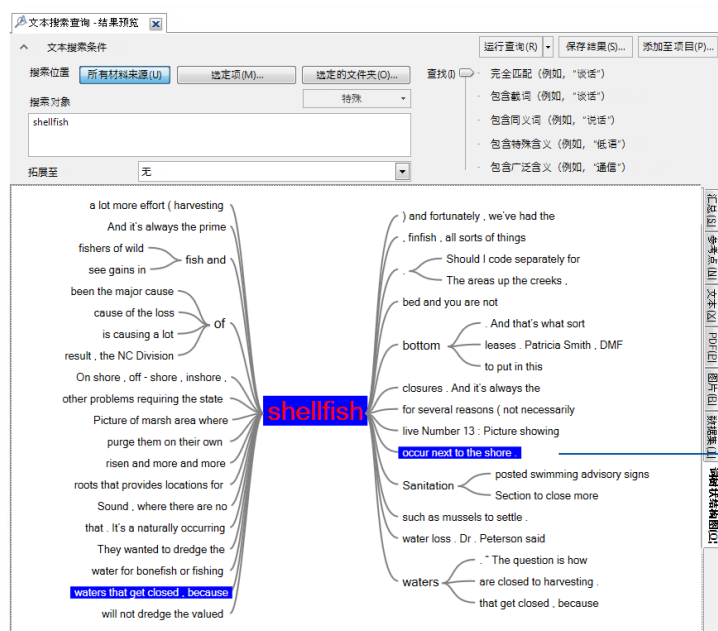 文本搜索查询 - 结果预览
文本搜索条件
运行查询(R)
保存结果(S)...
添加至项目(P)...
搜索位置
所有材料来源(U)
选定项(M)...
选定的文件夹(O)...
查找(I)
完全匹配（例如，“谈话”）
搜索对象
特殊
包含截词（例如，“谈话”）
shellfish
包含同义词（例如，“说话”）
包含特殊含义（例如，“低语”）
包含广泛含义（例如，“通信”）
拓展至
无
a lot more effort ( harvesting
And it's always the prime
fishers of wild
see gains in
fish and
been the major cause
cause of the loss
is causing a lot
result , the NC Division
of
On shore , off - shore , inshore ,
other problems requiring the state
Picture of marsh area where
purge them on their own
risen and more and more
roots that provides locations for
Sound , where there are no
that . It's a naturally occurring
They wanted to dredge the
water for bonefish or fishing
waters that get closed , because
will not dredge the valued
shellfish
) and fortunately , we've had the
, finfish , all sorts of things
.
Should I code separately for
The areas up the creeks ,
bed and you are not
bottom
. And that's what sort
leases . Patricia Smith , DMF
to put in this
closures . And it's always the
for several reasons ( not necessarily
live Number 13 : Picture showing
occur next to the shore .
Sanitation
posted swimming advisory signs
Section to close more
such as mussels to settle .
water loss . Dr . Peterson said
waters
. " The question is how
are closed to harvesting .
that get closed , because
汇总(S)
参考点(N)
文本(X)
PDF(P)
图片(E)
数据集(T)
词树状结构图(O)